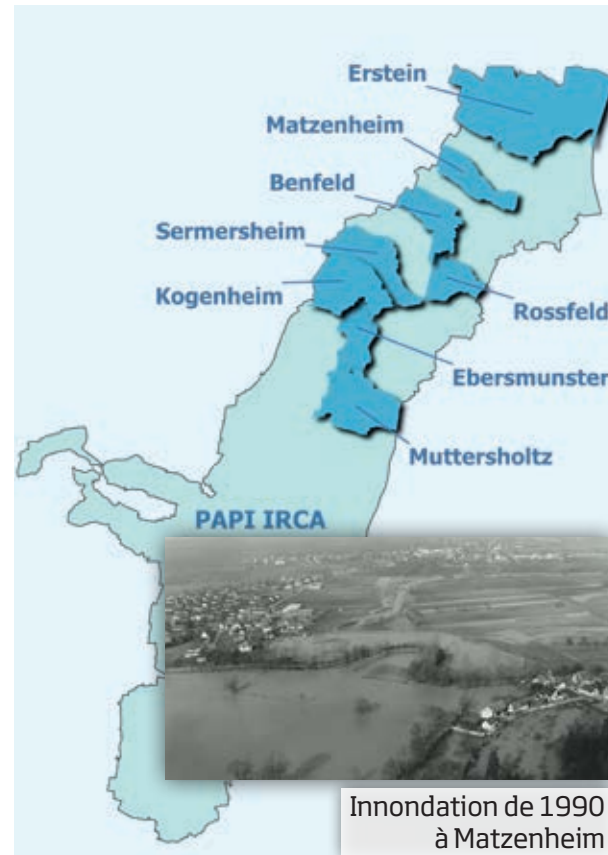 Erstein
Matzenheim
Benfeld
Sermersheim
Kogenheim
Rossfeld
Ebersmunster
Muttersholtz
PAPI IRCA
Innondation de 1990
à Matzenheim